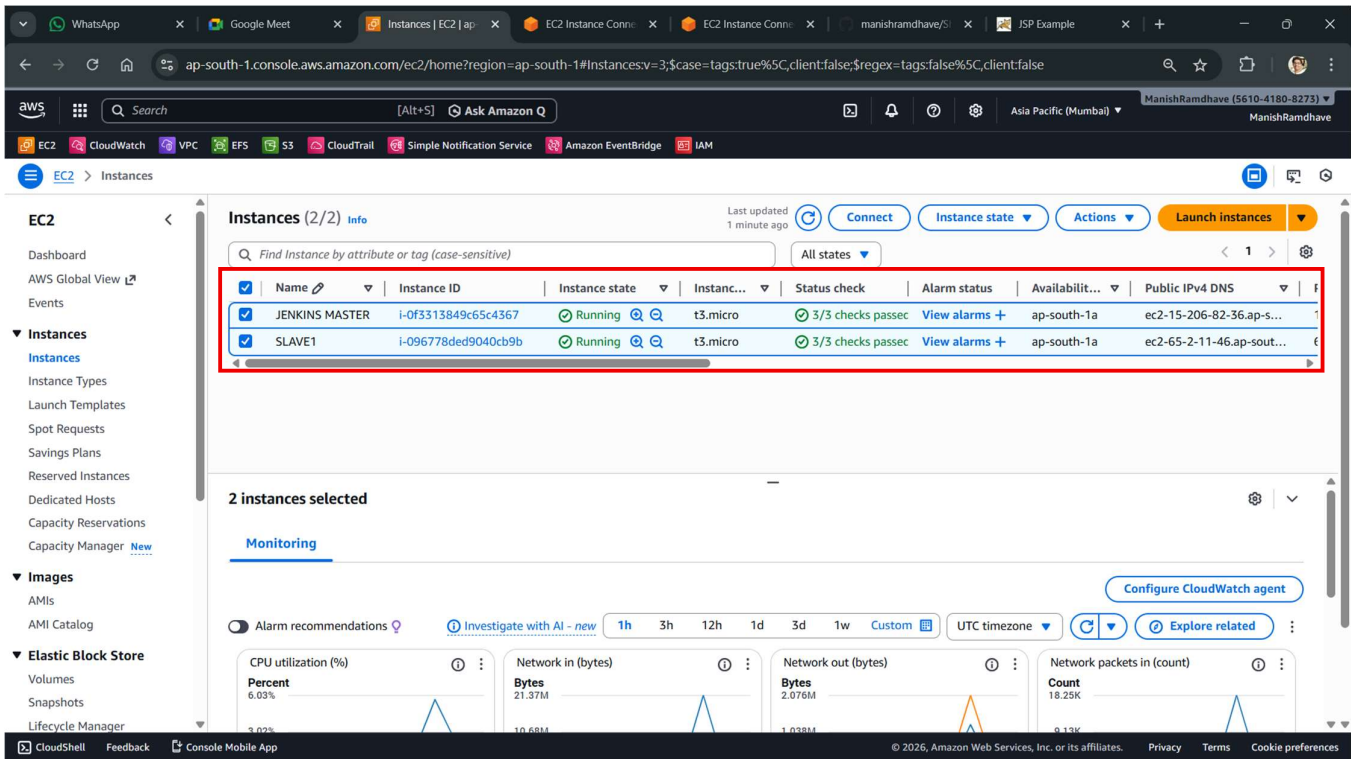 WhatsApp
Google Meet
Instances | EC2 | ap-
EC2 Instance Conne
EC2 Instance Conne
manishramdhave/S
JSP Example
ap-south-1.console.aws.amazon.com/ec2/home?region=ap-south-1#Instances:v=3;$case=tags:true%5C,client:false;$regex=tags:false%5C,client:false
aws
Search
[Alt+S]
Ask Amazon Q
Asia Pacific (Mumbai)
ManishRamdhave (5610-4180-8273)
ManishRamdhave
EC2 CloudWatch VPC EFS S3 CloudTrail Simple Notification Service Amazon EventBridge IAM
EC2 > Instances
EC2
Dashboard
AWS Global View
Events
Instances
Instances
Instance Types
Launch Templates
Spot Requests
Savings Plans
Reserved Instances
Dedicated Hosts
Capacity Reservations
Capacity Manager New
Images
AMIs
AMI Catalog
Elastic Block Store
Volumes
Snapshots
Lifecycle Manager
Instances (2/2) Info
Last updated
1 minute ago
Connect
Instance state
Actions
Launch instances
Find Instance by attribute or tag (case-sensitive)
All states
1
Name Instance ID Instance state Instanc... Status check Alarm status Availabilit... Public IPv4 DNS
JENKINS MASTER i-0f3313849c65c4367 Running t3.micro 3/3 checks passec View alarms + ap-south-1a ec2-15-206-82-36.ap-s...
SLAVE1 i-096778ded9040cb9b Running t3.micro 3/3 checks passec View alarms + ap-south-1a ec2-65-2-11-46.ap-sout...
2 instances selected
Monitoring
Configure CloudWatch agent
Alarm recommendations
Investigate with AI - new
1h 3h 12h 1d 3d 1w Custom
UTC timezone
Explore related
CPU utilization (%)
Percent
6.03%
3.02%
Network in (bytes)
Bytes
21.37M
10.68M
Network out (bytes)
Bytes
2.076M
1.038M
Network packets in (count)
Count
18.25K
9.13K
CloudShell Feedback Console Mobile App
© 2026, Amazon Web Services, Inc. or its affiliates. Privacy Terms Cookie preferences